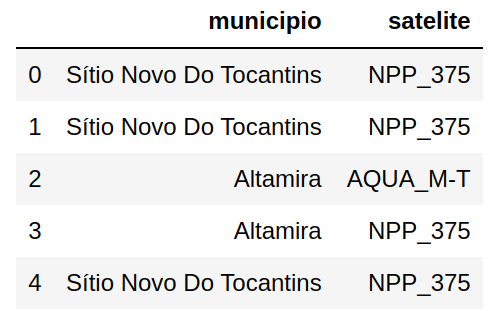 municipio satelite
0 Sítio Novo Do Tocantins NPP_375
1 Sítio Novo Do Tocantins NPP_375
2 Altamira AQUA_M-T
3 Altamira NPP_375
4 Sítio Novo Do Tocantins NPP_375